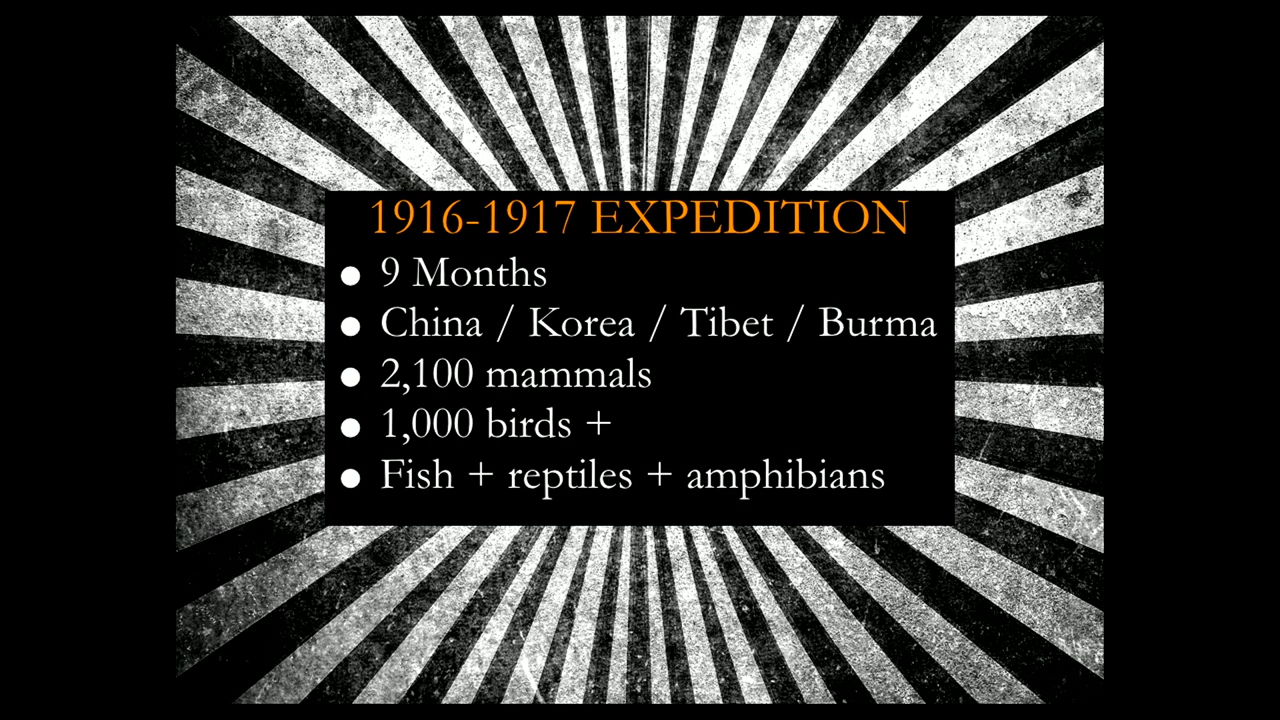 1916-1917 EXPEDITION
● 9 Months
● China / Korea / Tibet / Burma
● 2,100 mammals
● 1,000 birds +
● Fish + reptiles + amphibians